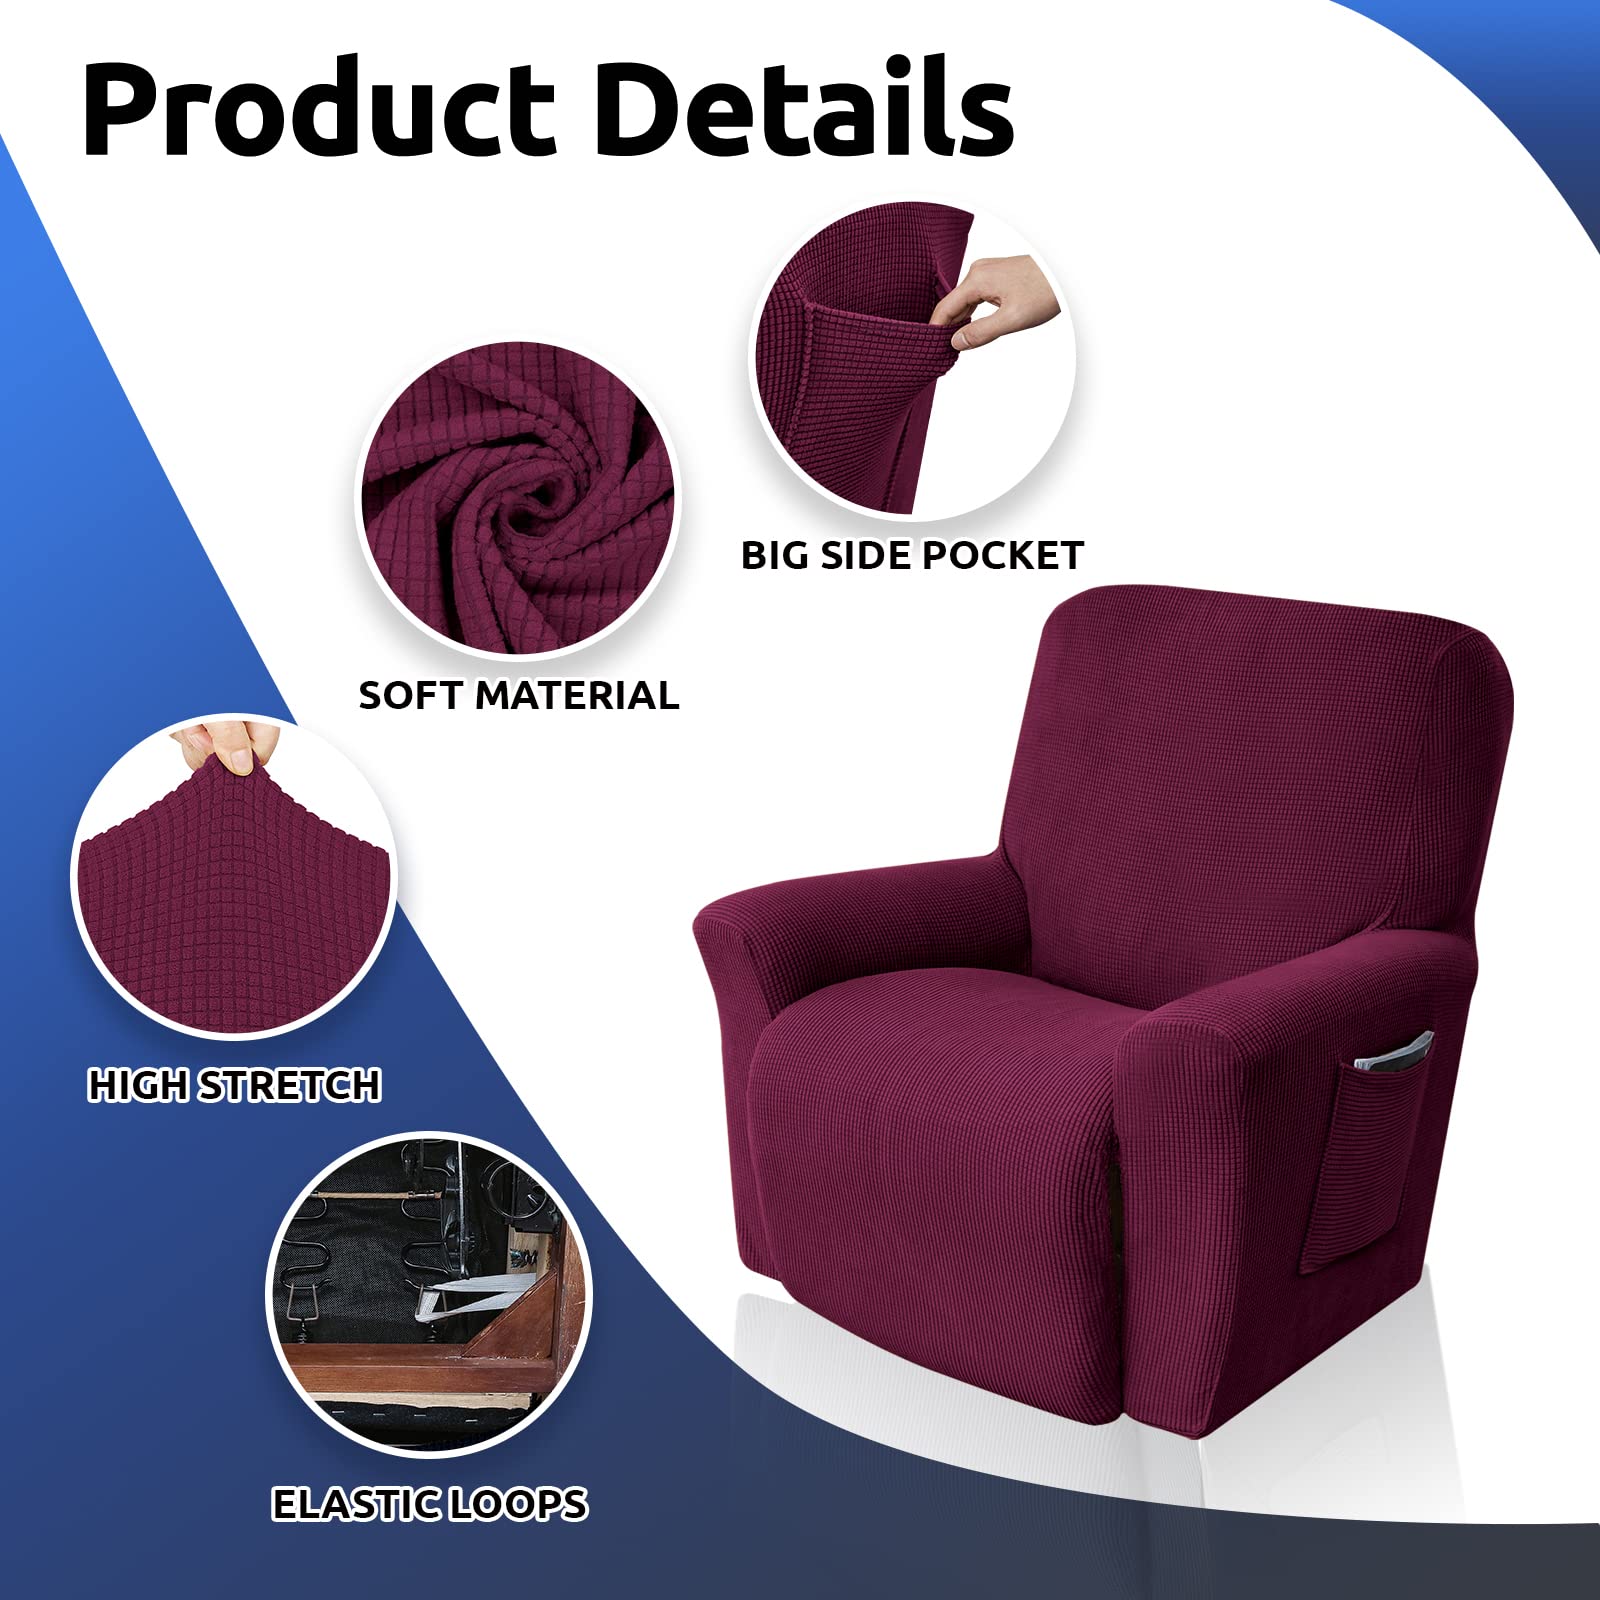 Product Details
BIG SIDE POCKET
SOFT MATERIAL
HIGH STRETCH
ELASTIC LOOPS